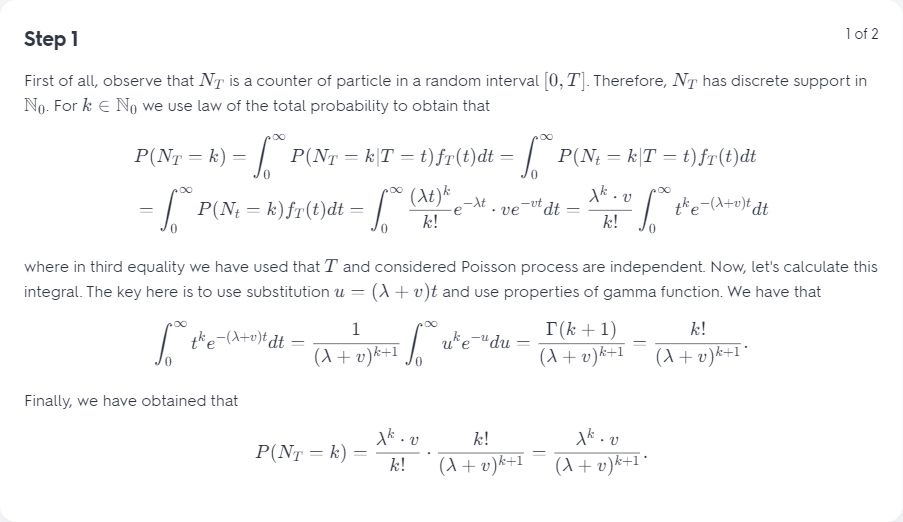 Step 1
1 of 2
First of all, observe that $N_T$ is a counter of particle in a random interval $[0, T]$. Therefore, $N_T$ has discrete support in
$\mathbb{N}_0$. For $k \in \mathbb{N}_0$ we use law of the total probability to obtain that
$P(N_T = k) = \int_0^\infty P(N_T = k|T = t)f_T(t)dt = \int_0^\infty P(N_t = k|T = t)f_T(t)dt$
$= \int_0^\infty P(N_t = k)f_T(t)dt = \int_0^\infty \frac{(\lambda t)^k}{k!}e^{-\lambda t} \cdot ve^{-vt}dt = \frac{\lambda^k \cdot v}{k!} \int_0^\infty t^k e^{-(\lambda+v)t}dt$
where in third equality we have used that $T$ and considered Poisson process are independent. Now, let's calculate this
integral. The key here is to use substitution $u = (\lambda + v)t$ and use properties of gamma function. We have that
$\int_0^\infty t^k e^{-(\lambda+v)t}dt = \frac{1}{(\lambda + v)^{k+1}} \int_0^\infty u^k e^{-u}du = \frac{\Gamma(k + 1)}{(\lambda + v)^{k+1}} = \frac{k!}{(\lambda + v)^{k+1}}.$
Finally, we have obtained that
$P(N_T = k) = \frac{\lambda^k \cdot v}{k!} \cdot \frac{k!}{(\lambda + v)^{k+1}} = \frac{\lambda^k \cdot v}{(\lambda + v)^{k+1}}.$